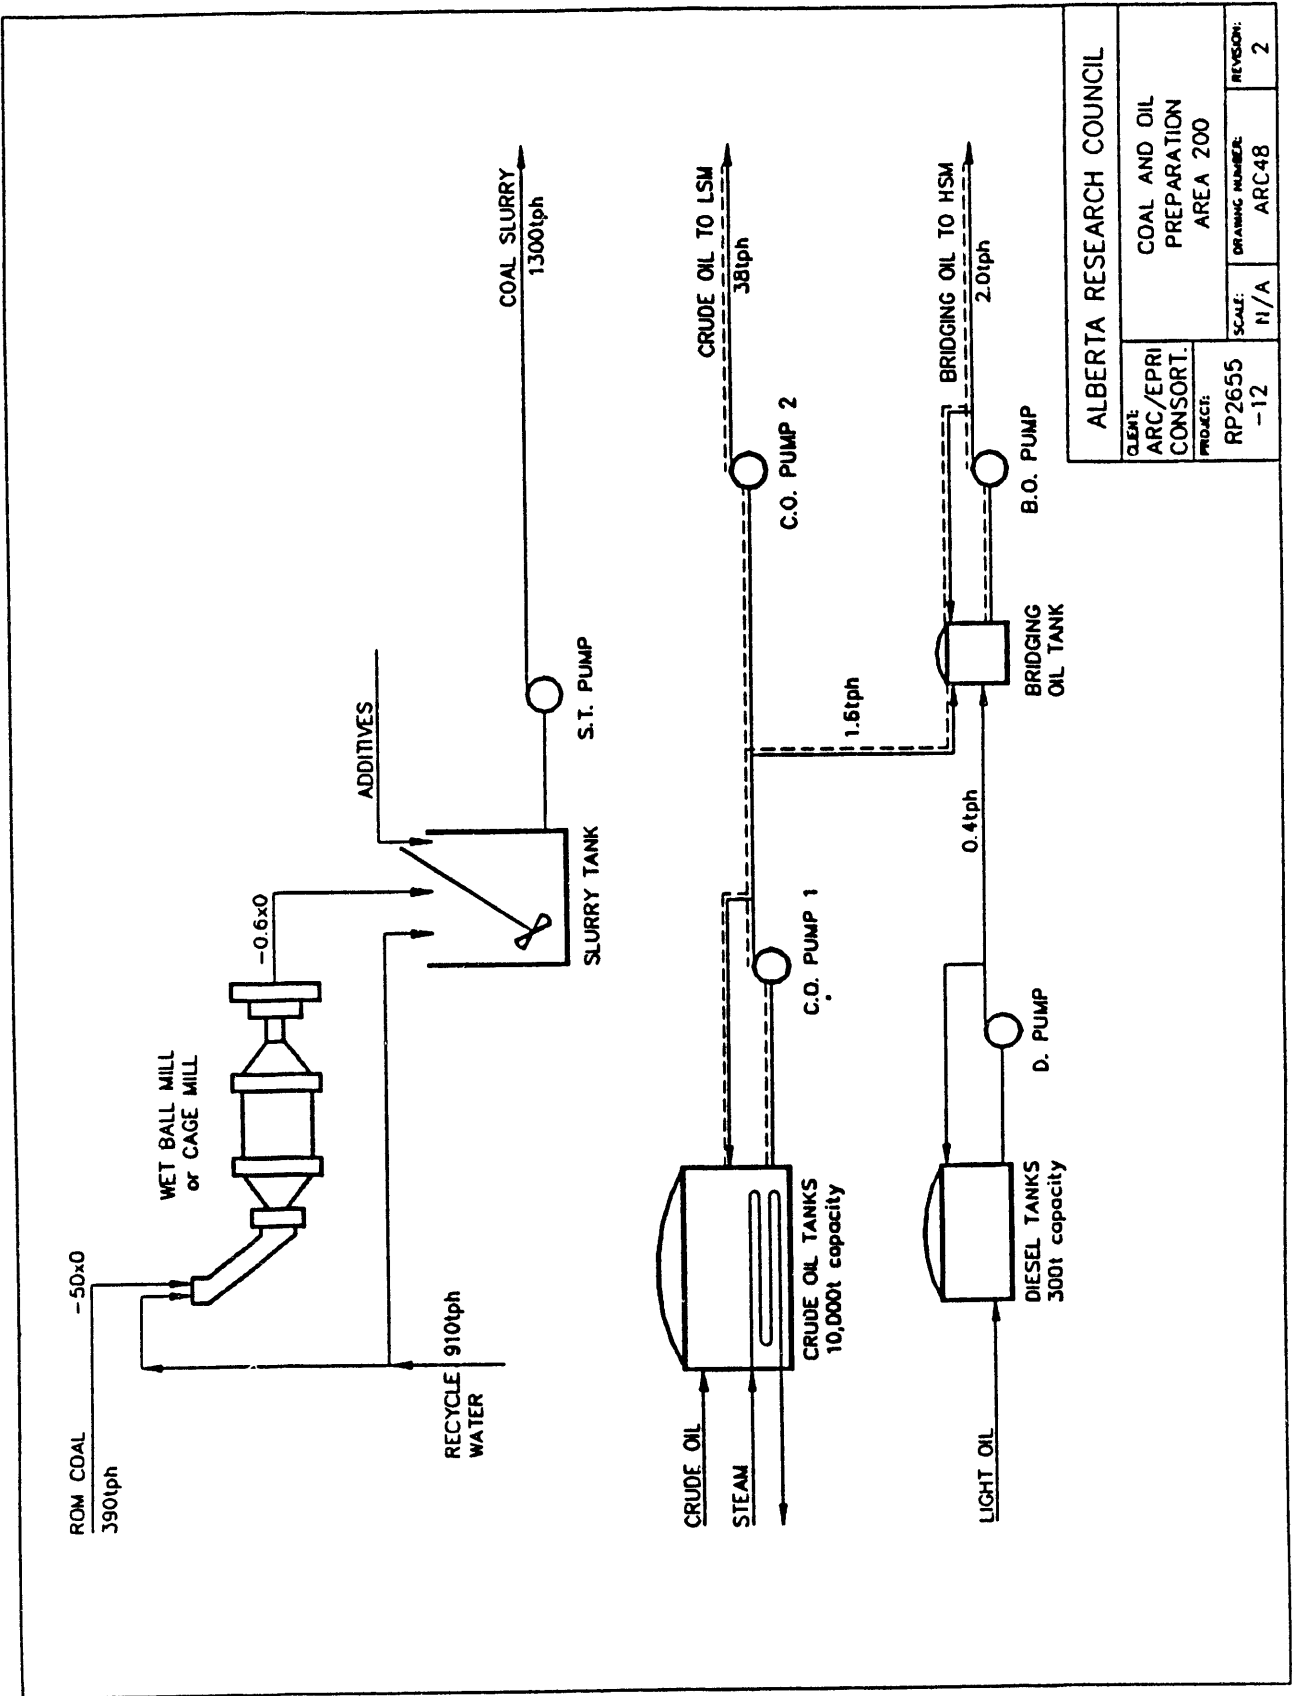 ROM COAL
390tph
-50x0
WET BALL MILL
or CAGE MILL
-0.6x0
ADDITIVES
RECYCLE
WATER
910tph
SLURRY TANK
S.T. PUMP
COAL SLURRY
1300tph
CRUDE OIL
STEAM
CRUDE OIL TANKS
10,000t capacity
C.O. PUMP 1
C.O. PUMP 2
CRUDE OIL TO LSM
38tph
1.6tph
LIGHT OIL
DIESEL TANKS
300t capacity
D. PUMP
0.4tph
BRIDGING
OIL TANK
B.O. PUMP
BRIDGING OIL TO HSM
2.0tph
ALBERTA RESEARCH COUNCIL
CLIENT:
ARC/EPRI
CONSORT.
COAL AND OIL
PREPARATION
AREA 200
PROJECT:
RP2655
-12
SCALE:
N/A
DRAWING NUMBER:
ARC48
REVISION:
2